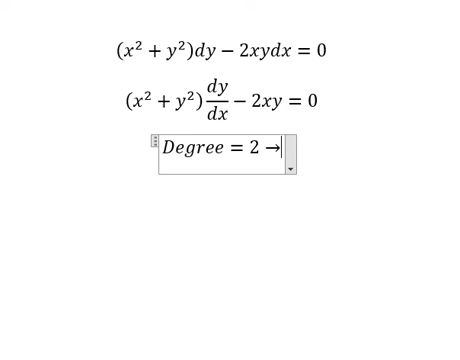 (x² + y²)dy − 2xydx = 0
(x² + y²) dy/dx − 2xy = 0
Degree = 2 →